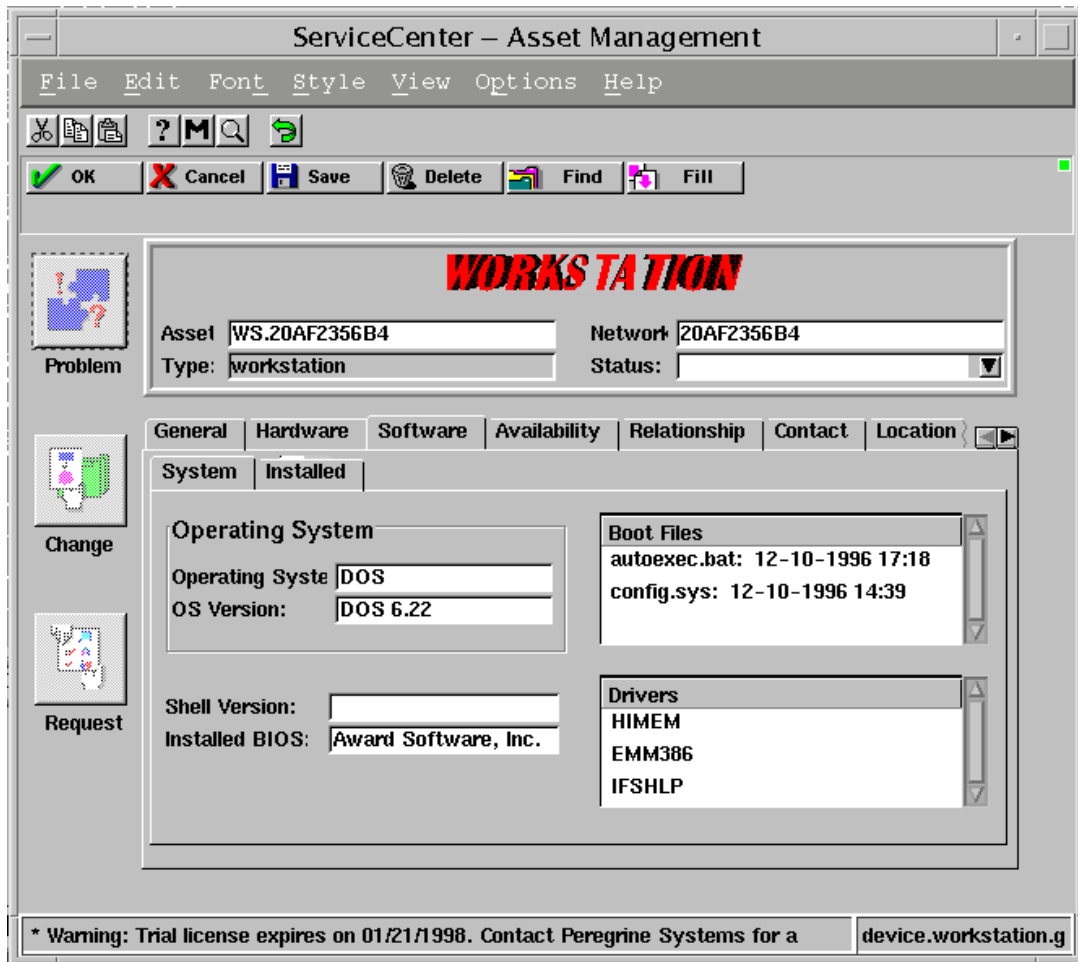 ServiceCenter – Asset Management
File Edit Font Style View Options Help
? M
OK Cancel Save Delete Find Fill
WORKSTATION
Asset WS.20AF2356B4 Network 20AF2356B4
Type: workstation Status:
Problem
General Hardware Software Availability Relationship Contact Location
System Installed
Change
Operating System
Operating Syste DOS
OS Version: DOS 6.22
Boot Files
autoexec.bat: 12-10-1996 17:18
config.sys: 12-10-1996 14:39
Request
Shell Version:
Installed BIOS: Award Software, Inc.
Drivers
HIMEM
EMM386
IFSHLP
* Warning: Trial license expires on 01/21/1998. Contact Peregrine Systems for a device.workstation.g